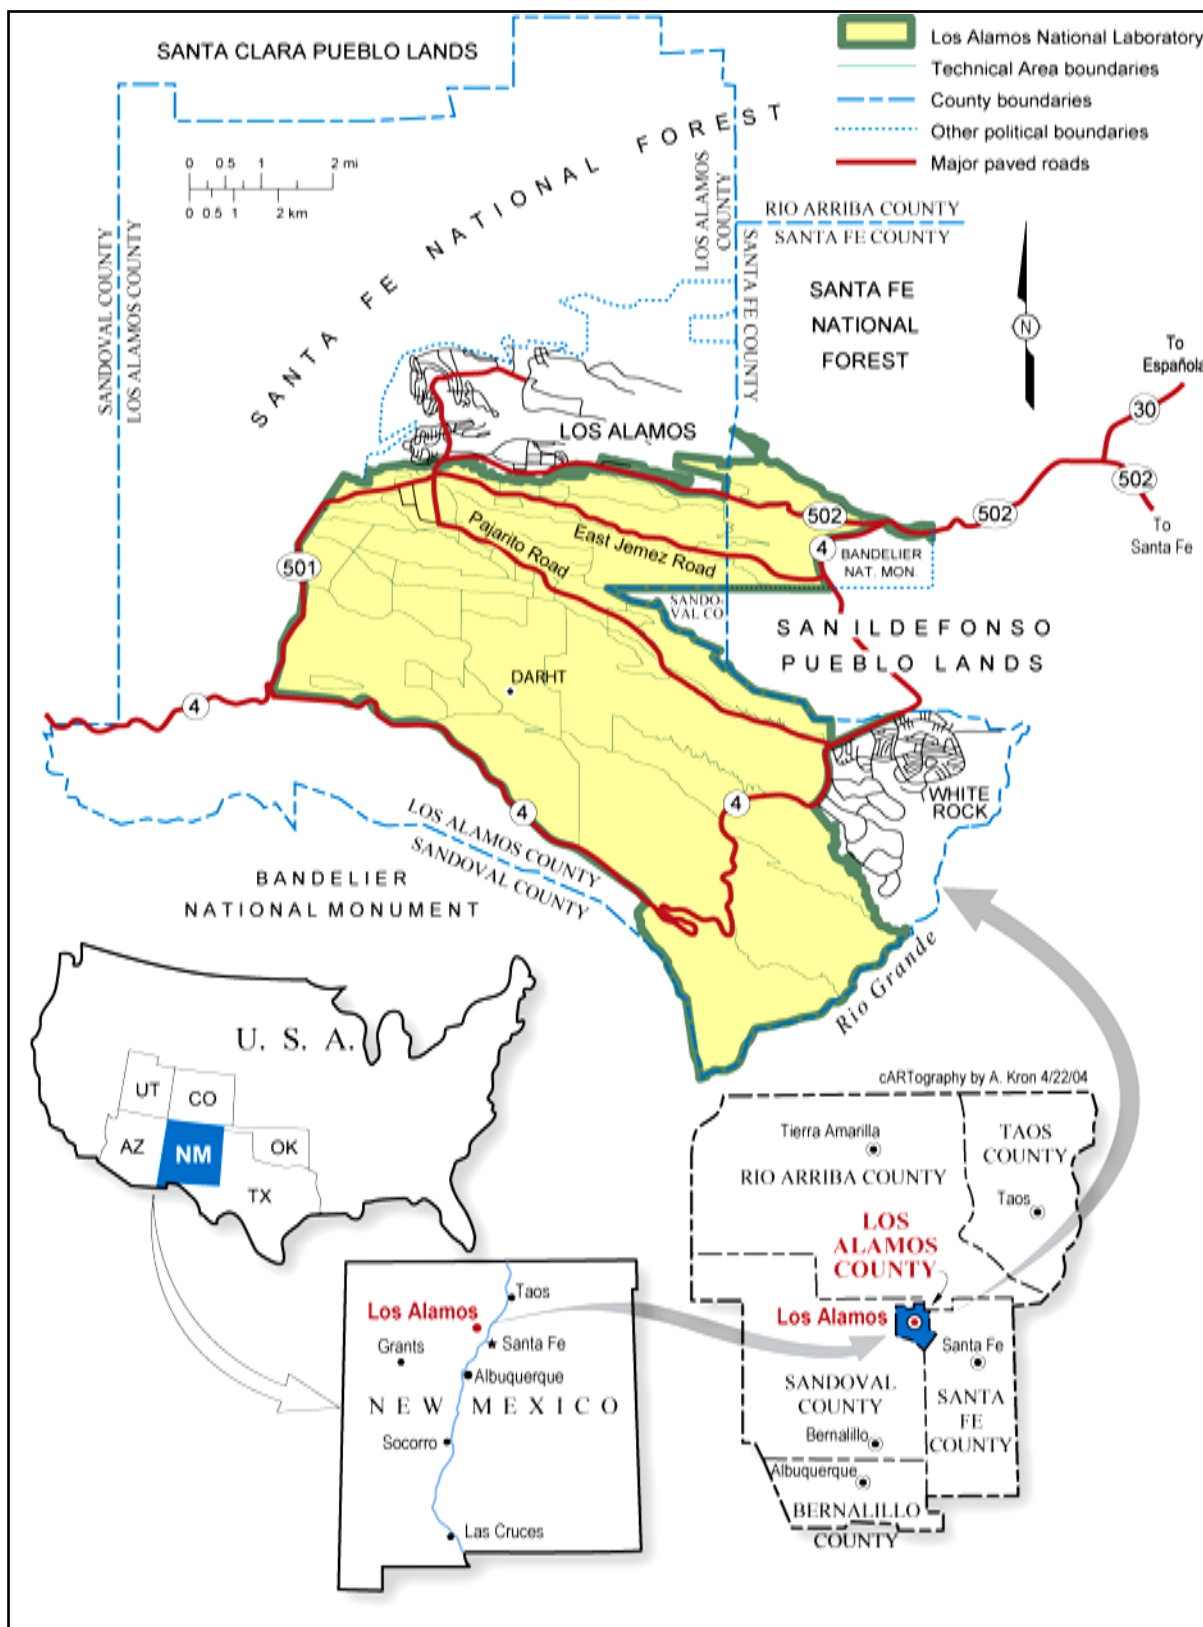 SANTA CLARA PUEBLO LANDS
Los Alamos National Laboratory
Technical Area boundaries
County boundaries
Other political boundaries
Major paved roads
0 0.5 1 2 mi
0 0.5 1 2 km
SANTA FE NATIONAL FOREST
SANDOVAL COUNTY
LOS ALAMOS COUNTY
LOS ALAMOS
COUNTY
SANTA FE COUNTY
RIO ARRIBA COUNTY
SANTA FE COUNTY
SANTA FE
NATIONAL
FOREST
N
To
Española
30
502
To
Santa Fe
502
502
LOS ALAMOS
4
BANDELIER
NAT. MON.
Pajarito Road
East Jemez Road
501
SANDO-
VAL CO
SAN ILDEFONSO
PUEBLO LANDS
DARHT
4
4
4
WHITE
ROCK
LOS ALAMOS COUNTY
SANDOVAL COUNTY
BANDELIER
NATIONAL MONUMENT
Rio Grande
cARTography by A. Kron 4/22/04
U. S. A.
UT
CO
AZ
NM
OK
TX
Taos
Los Alamos
Santa Fe
Grants
Albuquerque
NEW MEXICO
Socorro
Las Cruces
Tierra Amarilla
RIO ARRIBA COUNTY
TAOS
COUNTY
Taos
LOS
ALAMOS
COUNTY
Los Alamos
Santa Fe
SANDOVAL
COUNTY
SANTA
FE
COUNTY
Bernalillo
Albuquerque
BERNALILLO
COUNTY